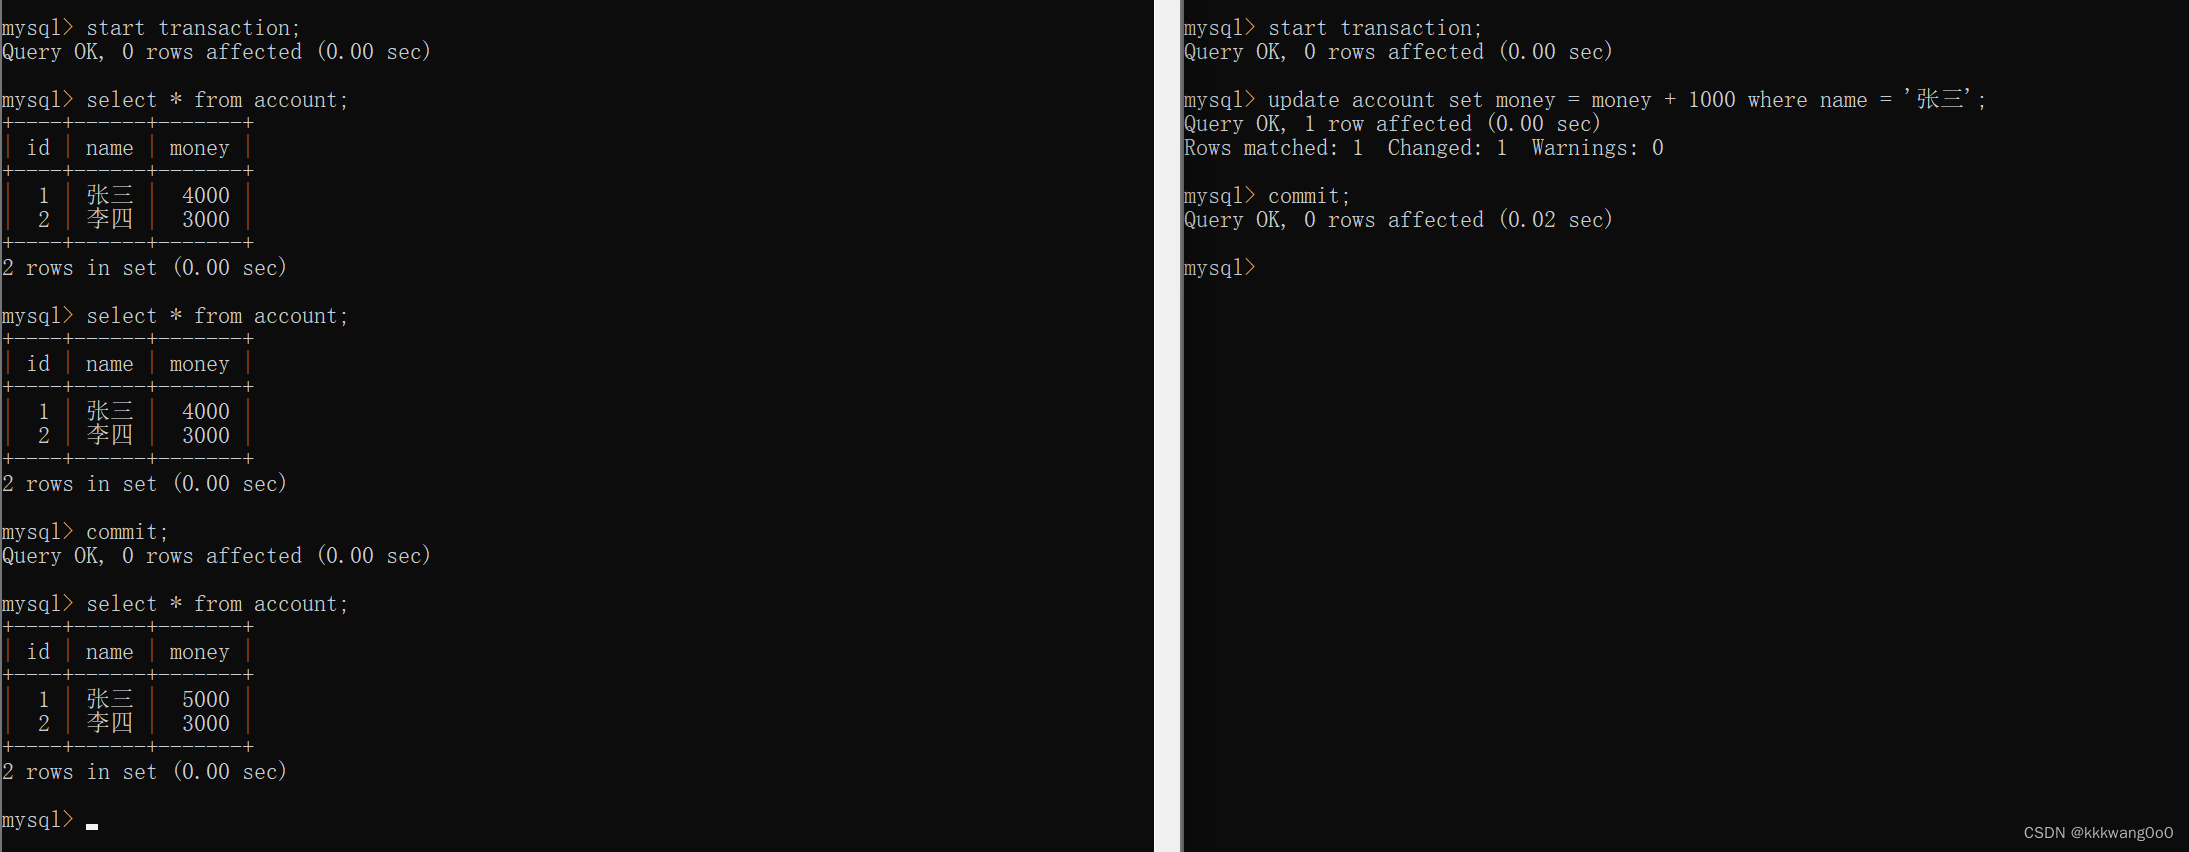 mysql> start transaction;
Query OK, 0 rows affected (0.00 sec)
mysql> select * from account;
+----+------+-------+
| id | name | money |
+----+------+-------+
|  1 | 张三 |  4000 |
|  2 | 李四 |  3000 |
+----+------+-------+
2 rows in set (0.00 sec)
mysql> select * from account;
+----+------+-------+
| id | name | money |
+----+------+-------+
|  1 | 张三 |  4000 |
|  2 | 李四 |  3000 |
+----+------+-------+
2 rows in set (0.00 sec)
mysql> commit;
Query OK, 0 rows affected (0.00 sec)
mysql> select * from account;
+----+------+-------+
| id | name | money |
+----+------+-------+
|  1 | 张三 |  5000 |
|  2 | 李四 |  3000 |
+----+------+-------+
2 rows in set (0.00 sec)
mysql>
mysql> start transaction;
Query OK, 0 rows affected (0.00 sec)
mysql> update account set money = money + 1000 where name = '张三';
Query OK, 1 row affected (0.00 sec)
Rows matched: 1  Changed: 1  Warnings: 0
mysql> commit;
Query OK, 0 rows affected (0.02 sec)
mysql>
CSDN @kkkwang0o0